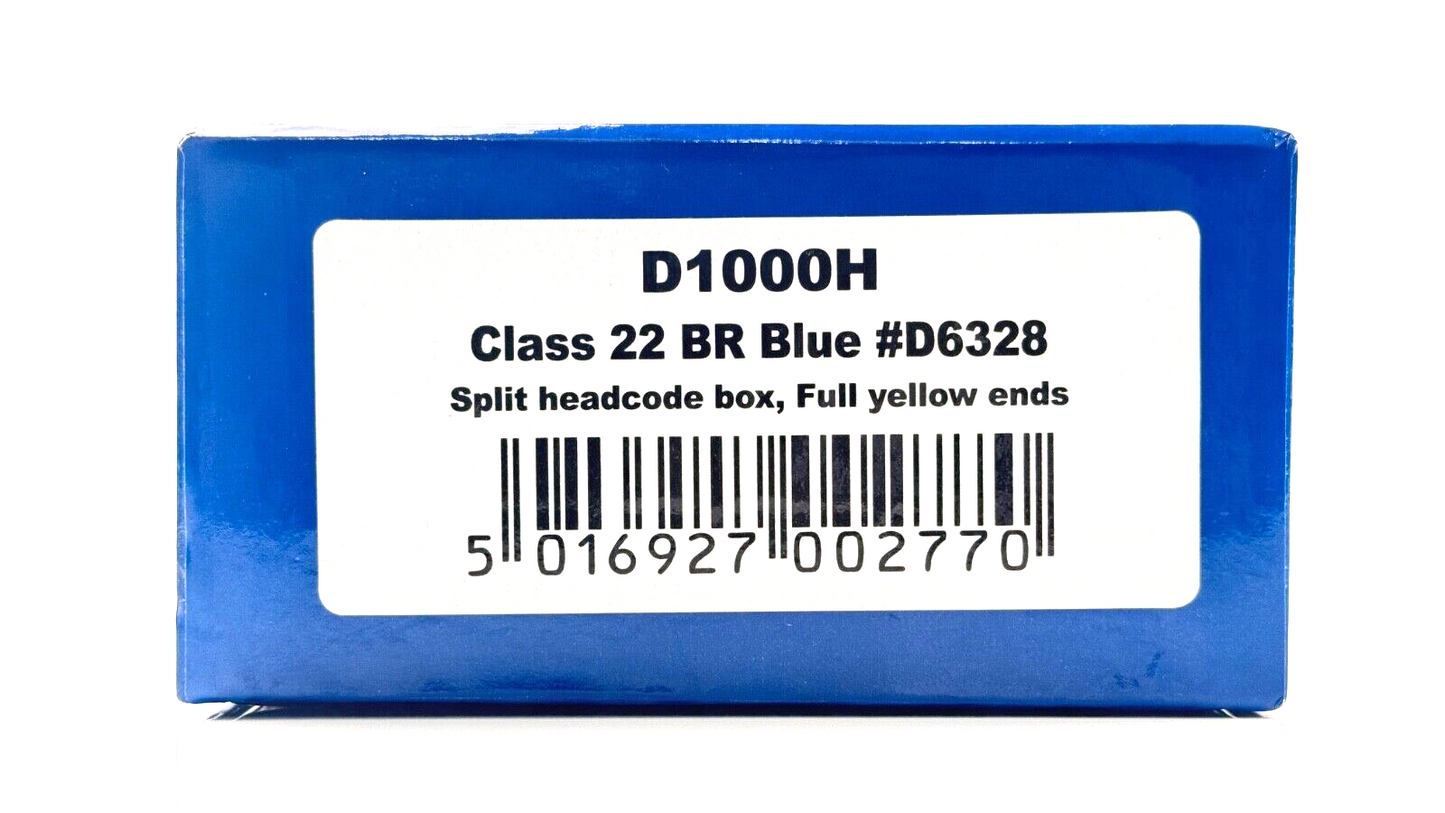 D1000H
Class 22 BR Blue #D6328
Split headcode box, Full yellow ends
5 016927 002770